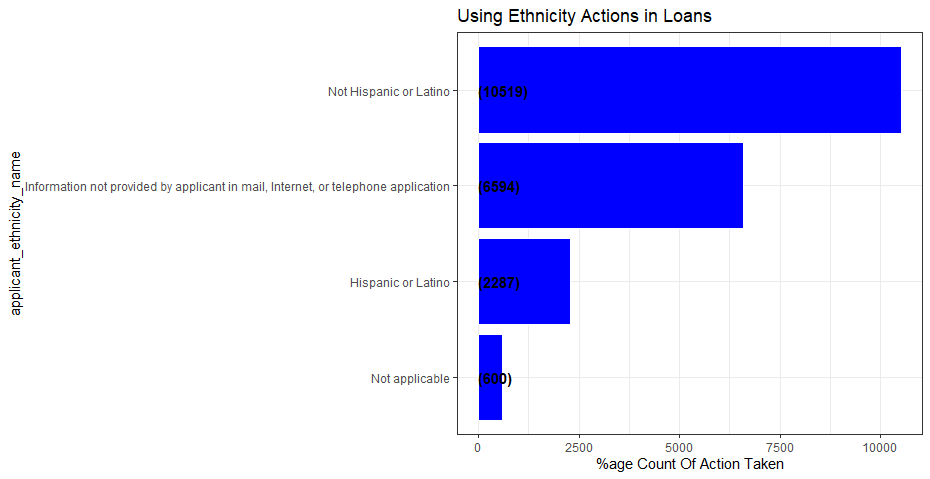 Using Ethnicity Actions in Loans
Not Hispanic or Latino
(10519)
Information not provided by applicant in mail, Internet, or telephone application
(6594)
Hispanic or Latino
(2287)
Not applicable
(600)
applicant_ethnicity_name
0 2500 5000 7500 10000
%age Count Of Action Taken